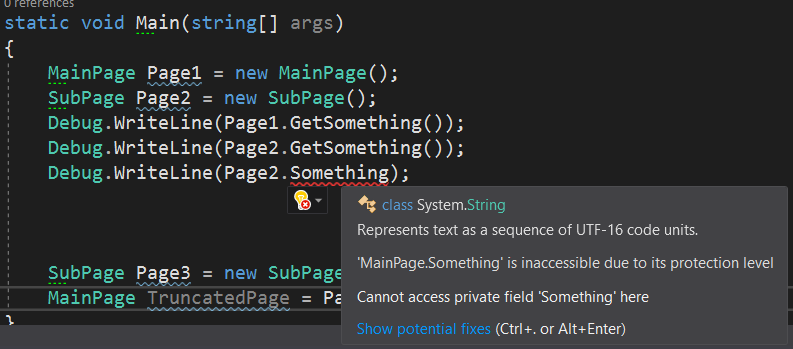 0 references
static void Main(string[] args)
{
MainPage Page1 = new MainPage();
SubPage Page2 = new SubPage();
Debug.WriteLine(Page1.GetSomething());
Debug.WriteLine(Page2.GetSomething());
Debug.WriteLine(Page2.Something);
class System.String
Represents text as a sequence of UTF-16 code units.
'MainPage.Something' is inaccessible due to its protection level
Cannot access private field 'Something' here
Show potential fixes (Ctrl+. or Alt+Enter)
SubPage Page3 = new SubPage
MainPage TruncatedPage = Pa
}